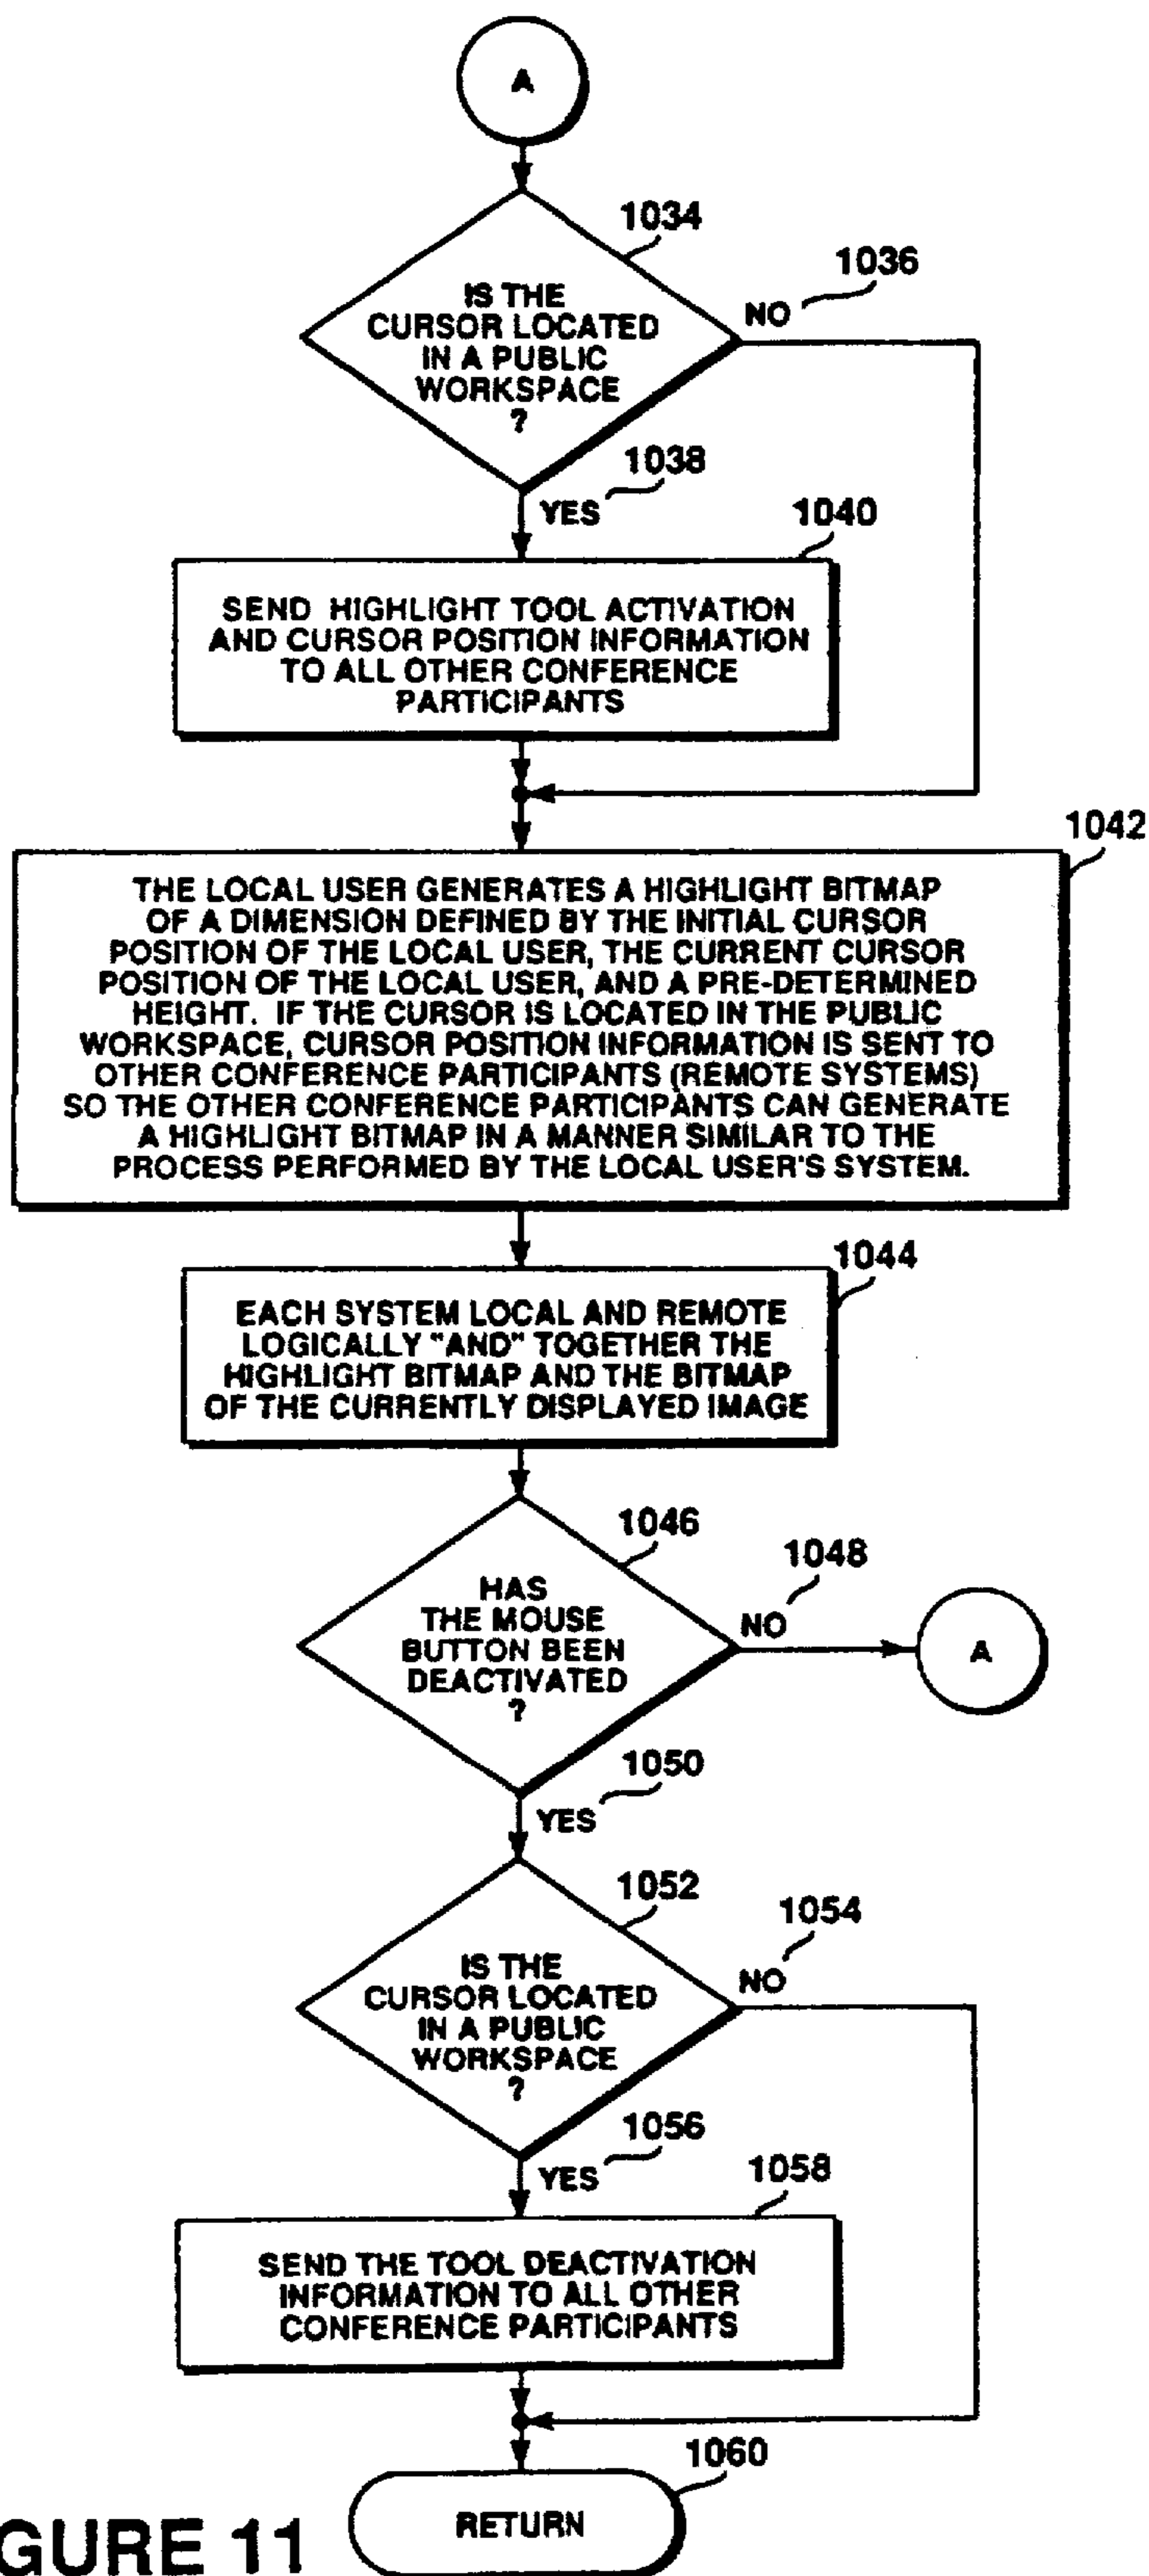 A
1034
1036
IS THE
CURSOR LOCATED
IN A PUBLIC
WORKSPACE
?
NO
1038
YES
1040
SEND HIGHLIGHT TOOL ACTIVATION
AND CURSOR POSITION INFORMATION
TO ALL OTHER CONFERENCE
PARTICIPANTS
1042
THE LOCAL USER GENERATES A HIGHLIGHT BITMAP
OF A DIMENSION DEFINED BY THE INITIAL CURSOR
POSITION OF THE LOCAL USER, THE CURRENT CURSOR
POSITION OF THE LOCAL USER, AND A PRE-DETERMINED
HEIGHT. IF THE CURSOR IS LOCATED IN THE PUBLIC
WORKSPACE, CURSOR POSITION INFORMATION IS SENT TO
OTHER CONFERENCE PARTICIPANTS (REMOTE SYSTEMS)
SO THE OTHER CONFERENCE PARTICIPANTS CAN GENERATE
A HIGHLIGHT BITMAP IN A MANNER SIMILAR TO THE
PROCESS PERFORMED BY THE LOCAL USER'S SYSTEM.
1044
EACH SYSTEM LOCAL AND REMOTE
LOGICALLY "AND" TOGETHER THE
HIGHLIGHT BITMAP AND THE BITMAP
OF THE CURRENTLY DISPLAYED IMAGE
1046
1048
HAS
THE MOUSE
BUTTON BEEN
DEACTIVATED
?
NO
A
1050
YES
1052
1054
IS THE
CURSOR LOCATED
IN A PUBLIC
WORKSPACE
?
NO
1056
YES
1058
SEND THE TOOL DEACTIVATION
INFORMATION TO ALL OTHER
CONFERENCE PARTICIPANTS
1060
RETURN
GURE 11